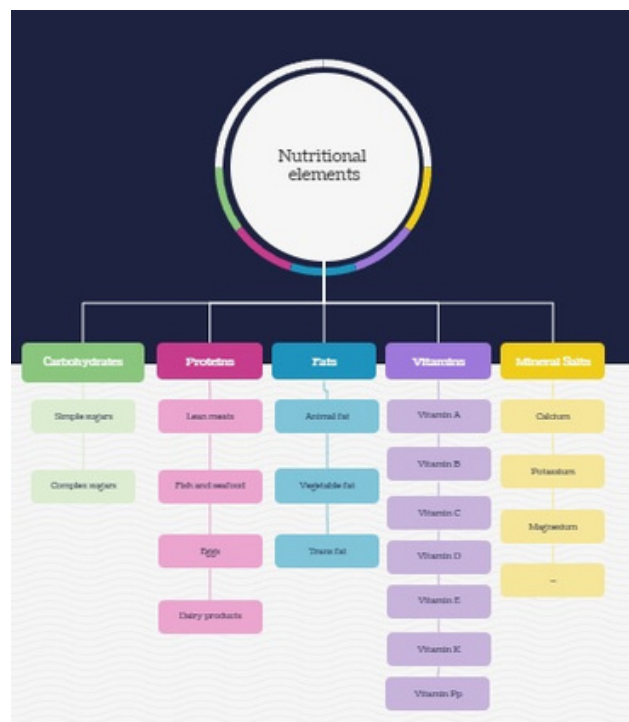 Nutritional
elements
Carbohydrates
Proteins
Fats
Vitamins
Mineral Salts
Simple sugars
Complex sugars
Lean meats
Fish and seafood
Eggs
Dairy products
Animal fat
Vegetable fat
Trans fat
Vitamin A
Vitamin B
Vitamin C
Vitamin D
Vitamin E
Vitamin K
Vitamin Pp
Calcium
Potassium
Magnesium
...